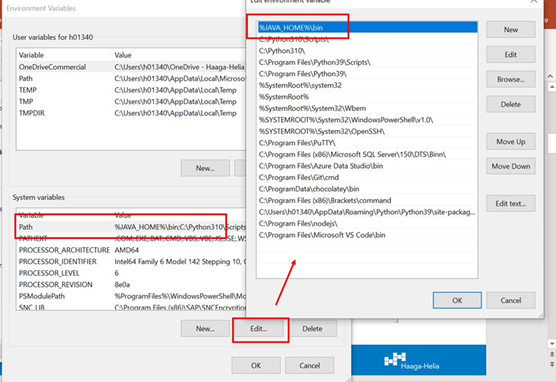 Environment Variables
User variables for h01340
Variable Value
OneDriveCommercial C:\Users\h01340\OneDrive - Haaga-Helia
Path C:\Users\h01340\AppData\Local\Microsoft
TEMP C:\Users\h01340\AppData\Local\Temp
TMP C:\Users\h01340\AppData\Local\Temp
TMPDIR C:\Users\h01340\AppData\Local\Temp
New...
System variables
Variable Value
Path %JAVA_HOME%\bin;C:\Python310\Scripts
PATHEXT .COM;.EXE;.BAT;.CMD;.VBS;.VBE;.JS;.JSE;.WS
PROCESSOR_ARCHITECTURE AMD64
PROCESSOR_IDENTIFIER Intel64 Family 6 Model 142 Stepping 10,
PROCESSOR_LEVEL 6
PROCESSOR_REVISION 8e0a
PSModulePath %ProgramFiles%\WindowsPowerShell\Mo
SNC_LIB C:\Program Files\SAP\SNCEncryption
New... Edit... Delete
OK Cancel
Edit environment variable
%JAVA_HOME%\bin
C:\Python310\Scripts\
C:\Python310\
C:\Program Files\Python39\Scripts\
C:\Program Files\Python39\
%SystemRoot%\system32
%SystemRoot%
%SystemRoot%\System32\Wbem
%SYSTEMROOT%\System32\WindowsPowerShell\v1.0\
%SYSTEMROOT%\System32\OpenSSH\
C:\Program Files\PuTTY\
C:\Program Files (x86)\Microsoft SQL Server\150\DTS\Binn\
C:\Program Files\Azure Data Studio\bin
C:\Program Files\Git\cmd
C:\ProgramData\chocolatey\bin
C:\Program Files (x86)\Brackets\command
C:\Users\h01340\AppData\Roaming\Python\Python39\site-packag...
C:\Program Files\nodejs\
C:\Program Files\Microsoft VS Code\bin
New
Edit
Browse...
Delete
Move Up
Move Down
Edit text...
OK Cancel
Haaga-Helia